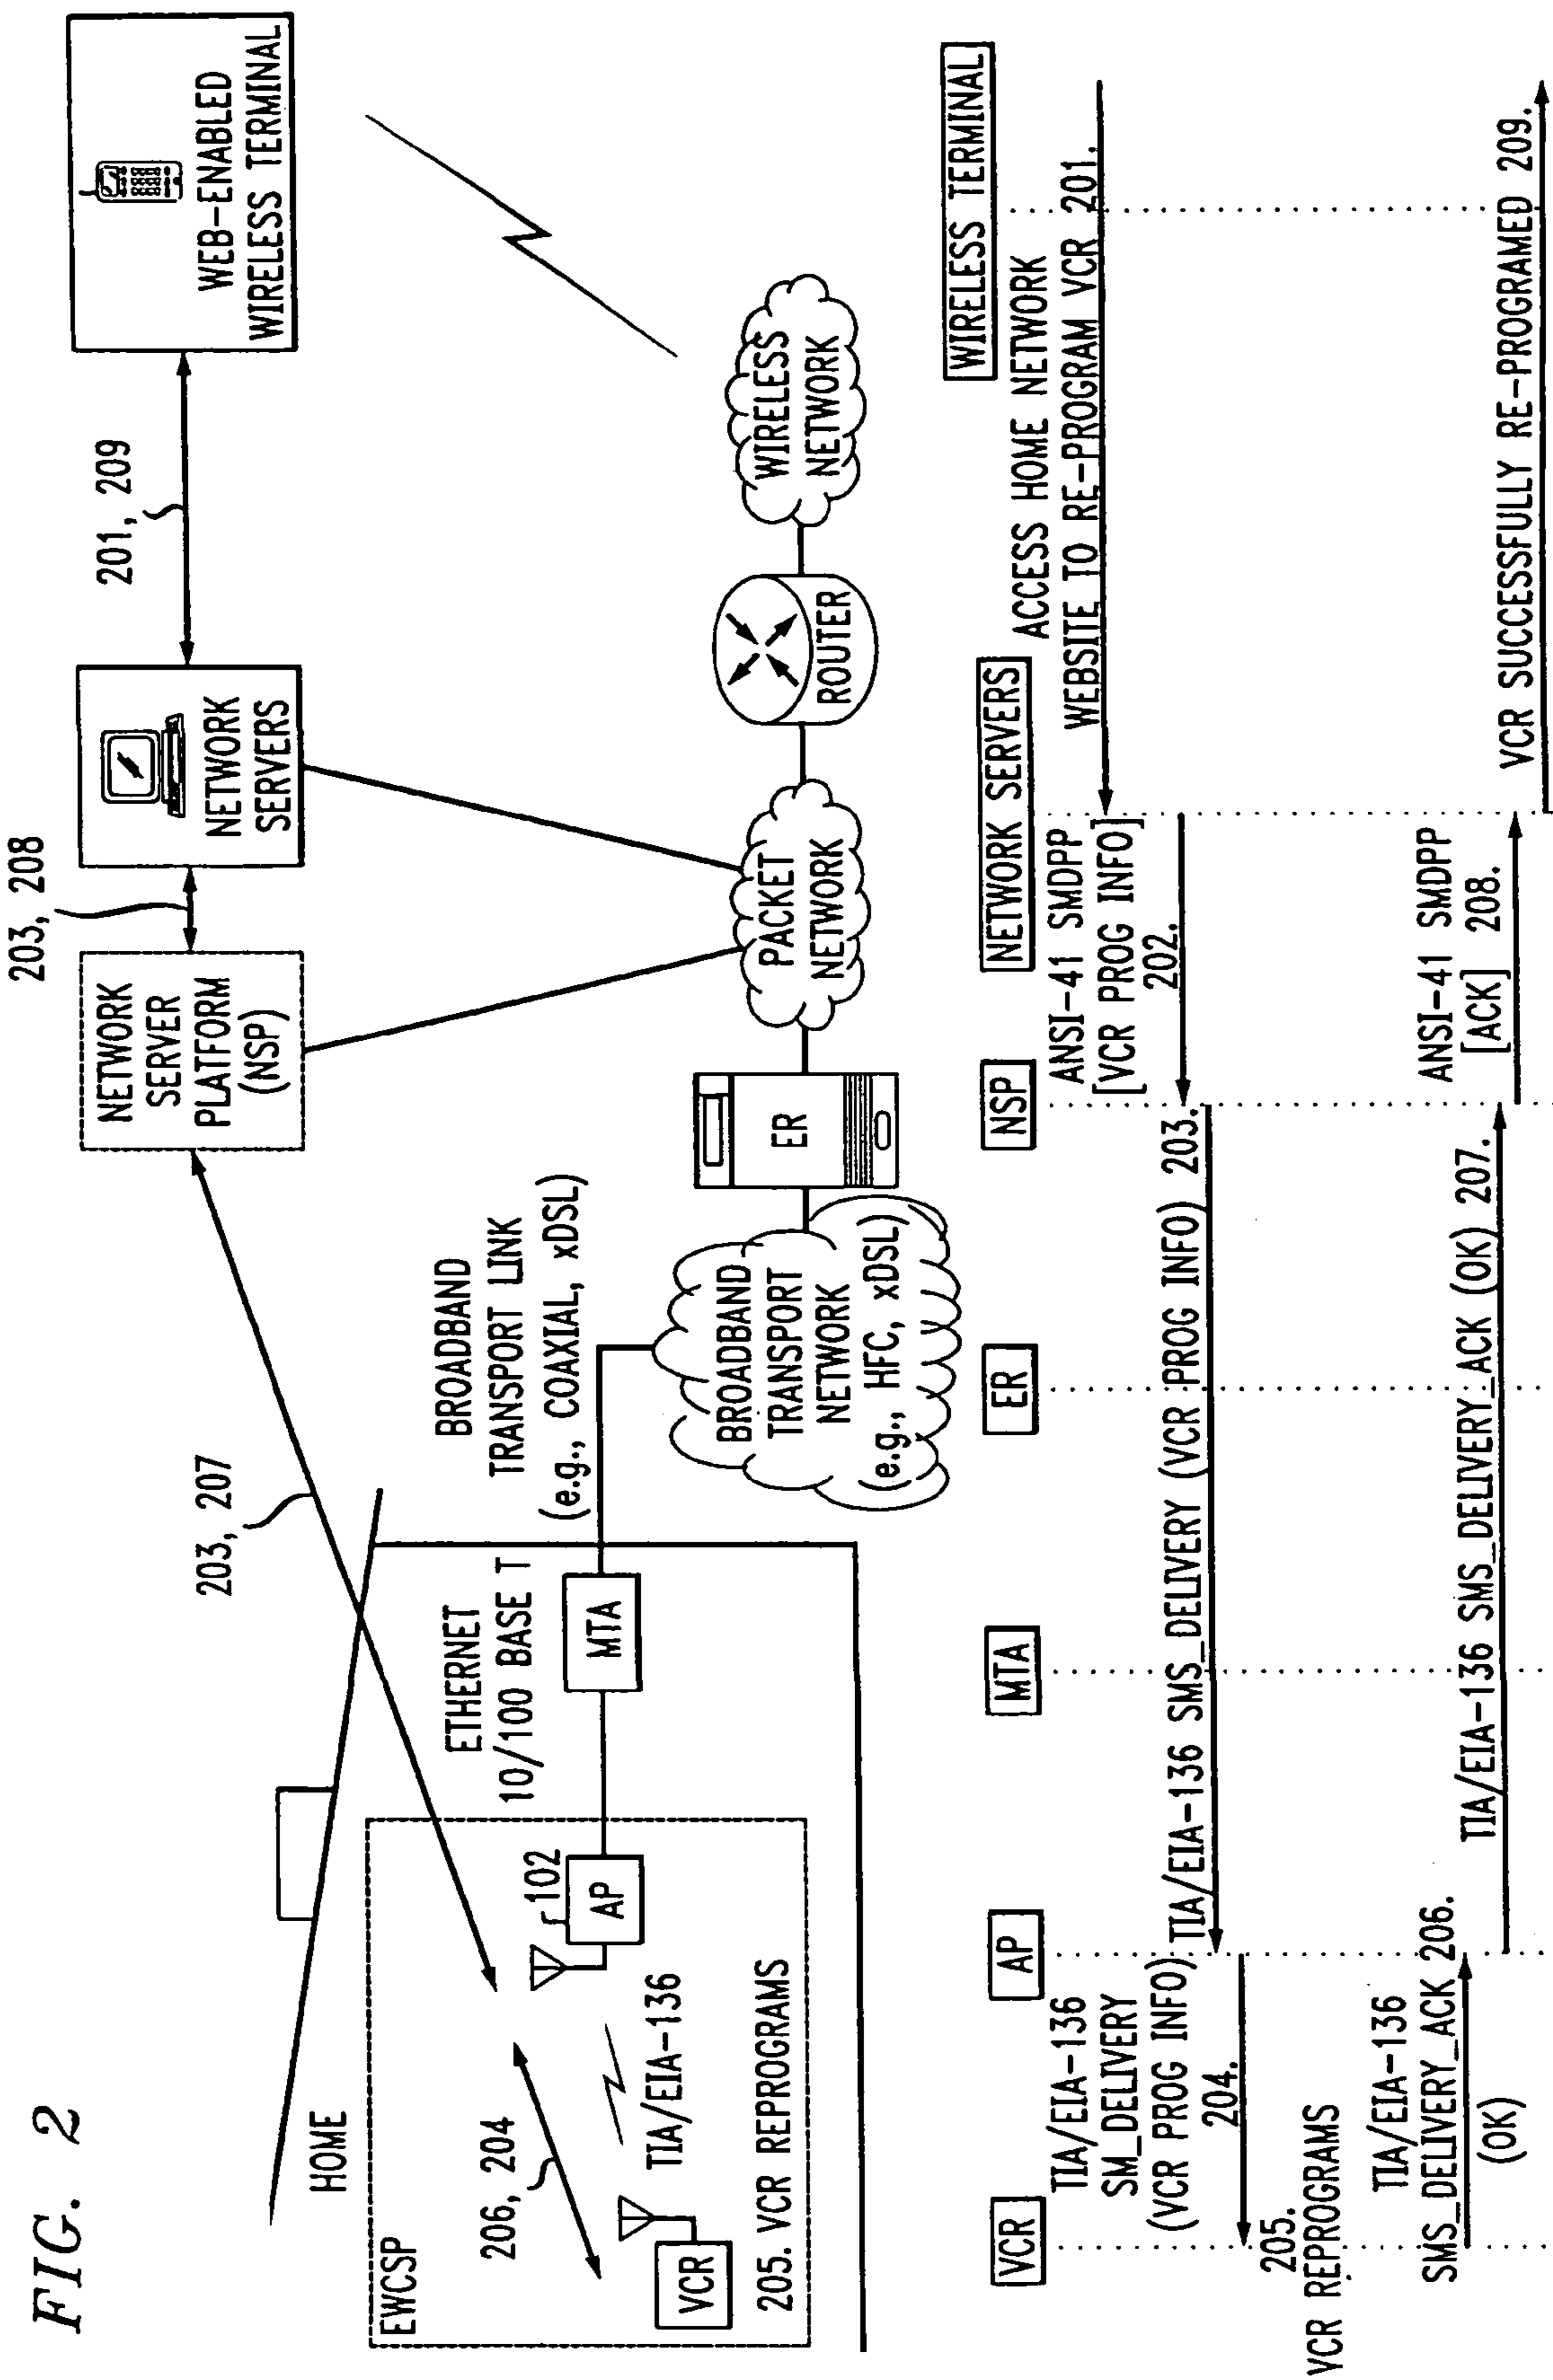 FIG. 2
203, 208
201, 209
NETWORK
SERVER
PLATFORM
(NSP)
NETWORK
SERVERS
WEB-ENABLED
WIRELESS TERMINAL
203, 207
HOME
BROADBAND
TRANSPORT LINK
(e.g., COAXIAL, xDSL)
ETHERNET
10/100 BASE T
EWCSP
206, 204
102
AP
MTA
TIA/EIA-136
VCR
205. VCR REPROGRAMS
BROADBAND
TRANSPORT
NETWORK
(e.g., HFC, xDSL)
ER
PACKET
NETWORK
ROUTER
WIRELESS
NETWORK
VCR
AP
MTA
ER
NSP
NETWORK SERVERS
WIRELESS TERMINAL
ACCESS HOME NETWORK
WEBSITE TO RE-PROGRAM VCR 201.
ANSI-41 SMDPP
[VCR PROG INFO]
202.
TIA/EIA-136 SMS_DELIVERY (VCR PROG INFO) 203.
TIA/EIA-136
SM_DELIVERY
(VCR PROG INFO)
204.
205.
VCR REPROGRAMS
TIA/EIA-136
SMS_DELIVERY_ACK 206.
(OK)
TIA/EIA-136 SMS_DELIVERY_ACK (OK) 207.
ANSI-41 SMDPP
[ACK] 208.
VCR SUCCESSFULLY RE-PROGRAMED 209.